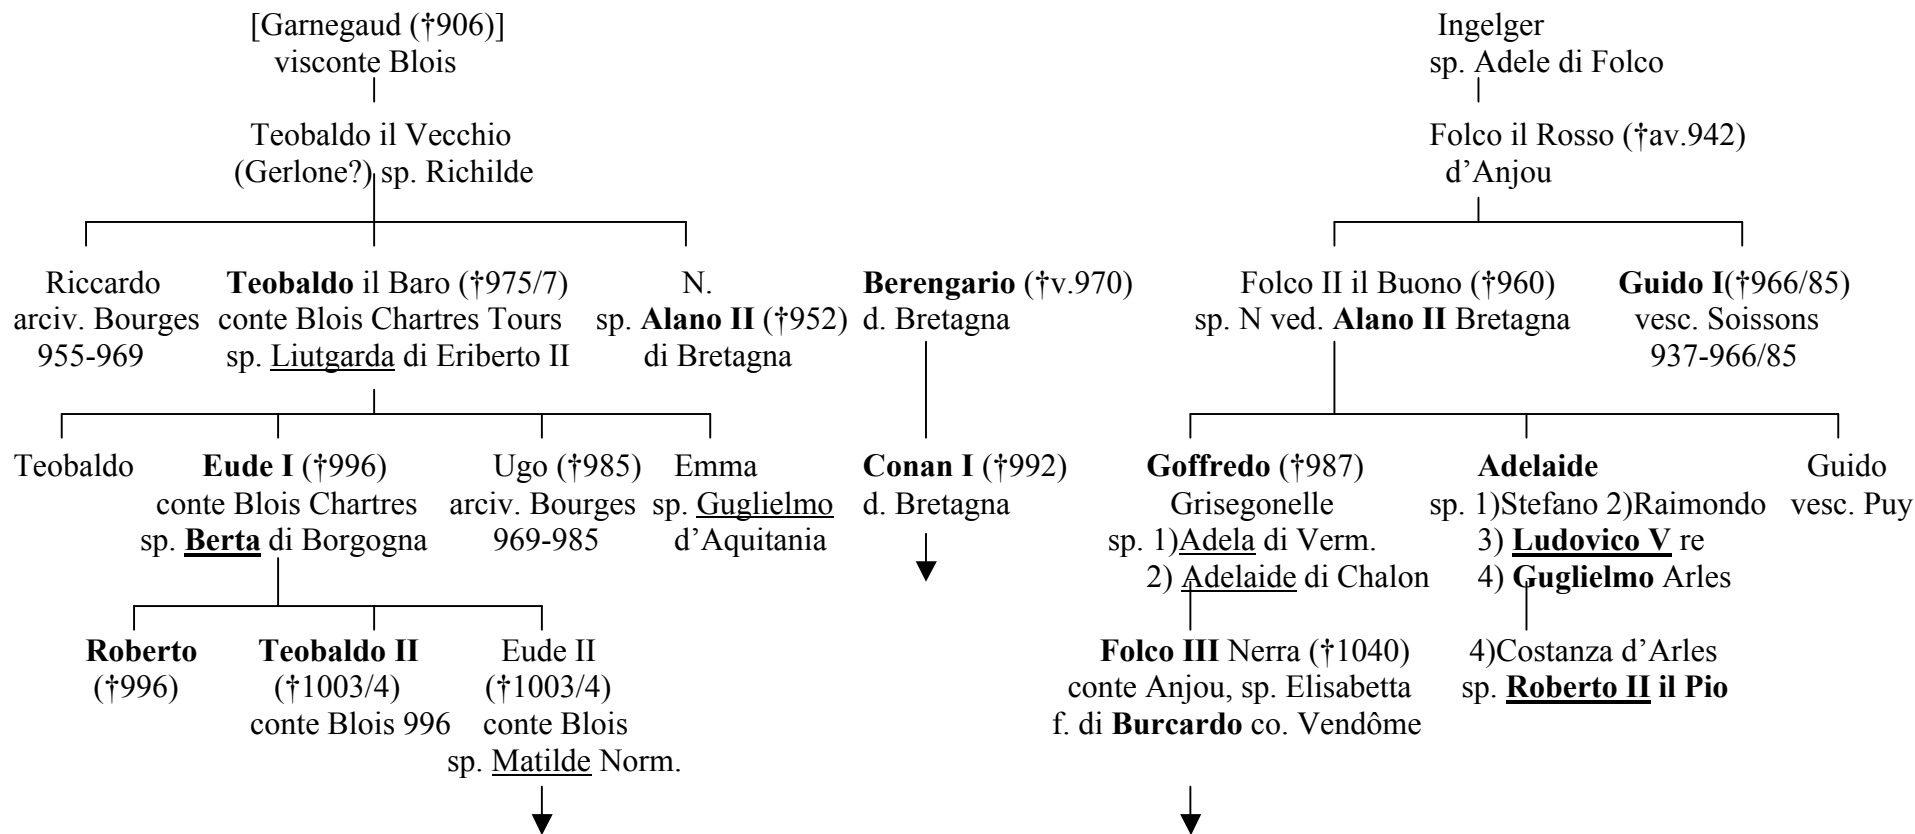 [Garnegaud (†906)]
visconte Blois
Ingelger
sp. Adele di Folco
Teobaldo il Vecchio
(Gerlone?) sp. Richilde
Folco il Rosso (†av.942)
d’Anjou
Riccardo
arciv. Bourges
955-969
Teobaldo il Baro (†975/7)
conte Blois Chartres Tours
sp. Liutgarda di Eriberto II
N.
sp. Alano II (†952)
di Bretagna
Berengario (†v.970)
d. Bretagna
Folco II il Buono (†960)
sp. N ved. Alano II Bretagna
Guido I(†966/85)
vesc. Soissons
937-966/85
Teobaldo
Eude I (†996)
conte Blois Chartres
sp. Berta di Borgogna
Ugo (†985)
arciv. Bourges
969-985
Emma
sp. Guglielmo
d’Aquitania
Conan I (†992)
d. Bretagna
Goffredo (†987)
Grisegonelle
sp. 1)Adela di Verm.
2) Adelaide di Chalon
Adelaide
sp. 1)Stefano 2)Raimondo
3) Ludovico V re
4) Guglielmo Arles
Guido
vesc. Puy
Roberto
(†996)
Teobaldo II
(†1003/4)
conte Blois 996
Eude II
(†1003/4)
conte Blois
sp. Matilde Norm.
Folco III Nerra (†1040)
conte Anjou, sp. Elisabetta
f. di Burcardo co. Vendôme
4)Costanza d’Arles
sp. Roberto II il Pio